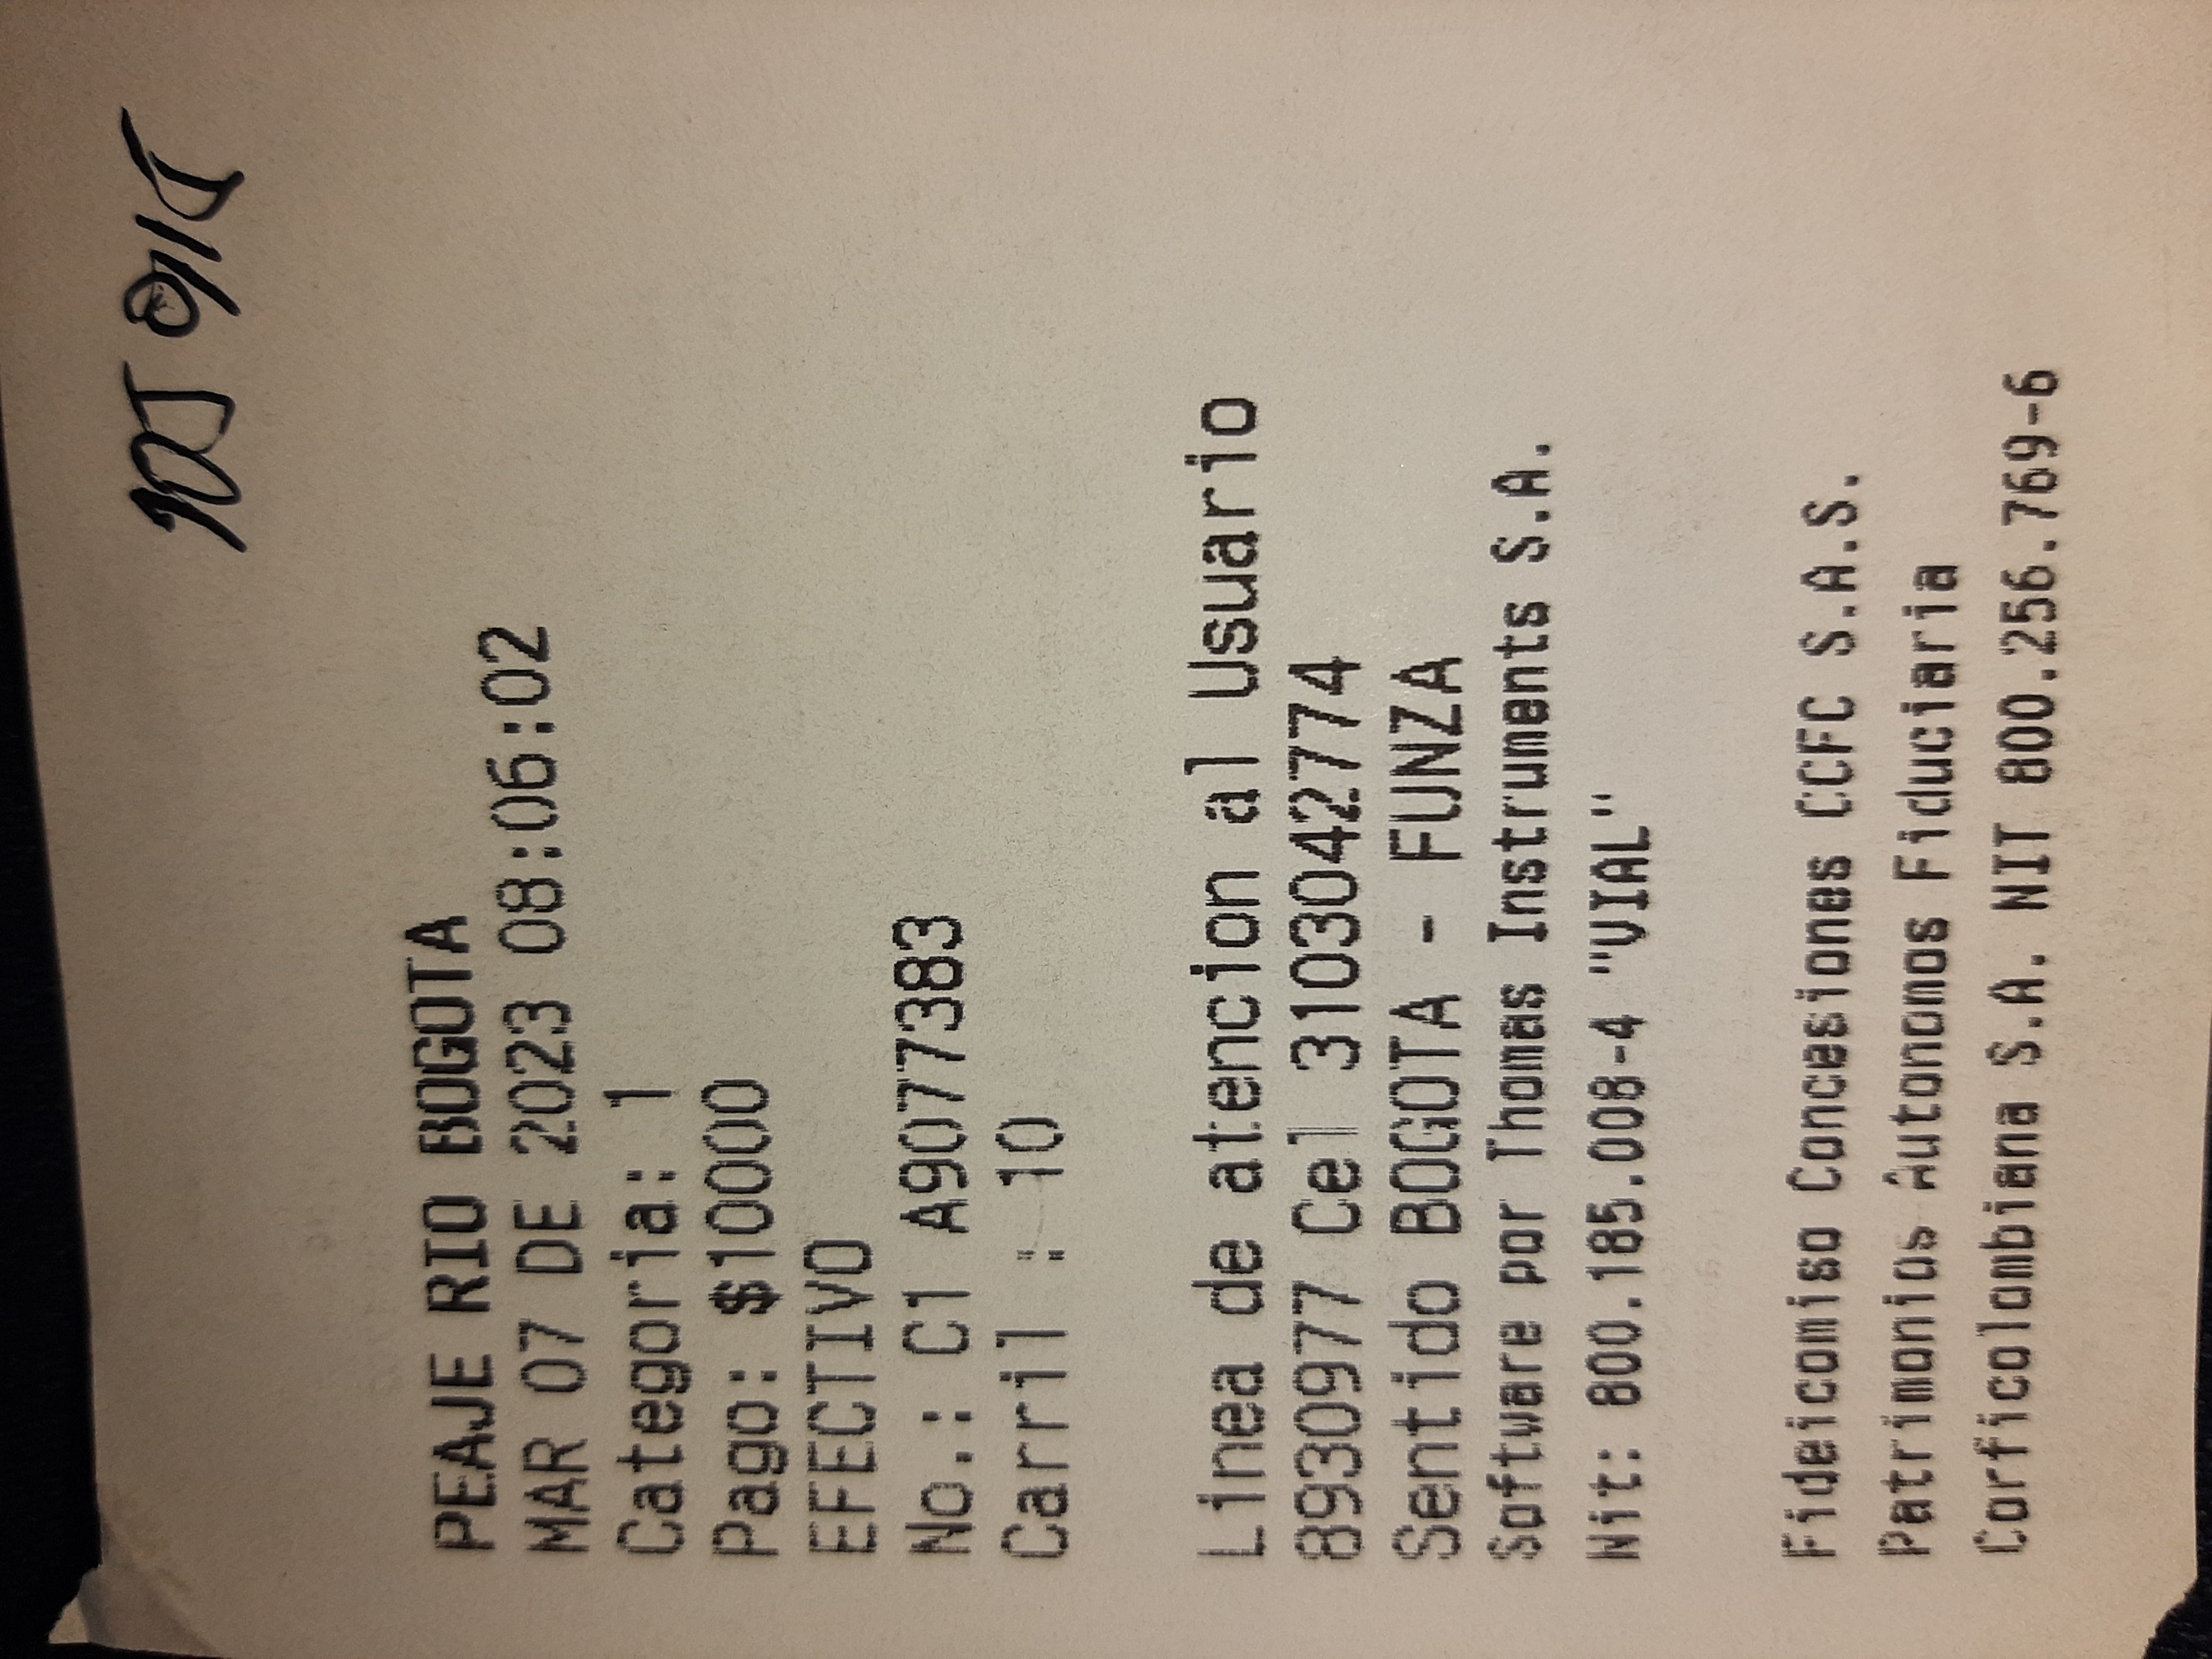 PEAJE RIO BOGOTA
MAR 07 DE 2023 08:06:02
Categoria: 1
Pago: $10000
EFECTIVO
No.: C1 A9077383
Carril : 10
Linea de atencion al Usuario
8930977 Cel 3103042774
Sentido BOGOTA - FUNZA
Software por Thomas Instruments S.A.
Nit: 800.185.008-4 "VIAL"
Fideicomiso Concesiones CCFC S.A.S.
Patrimonios Autonomos Fiduciaria
Corficolombiana S.A. NIT 800.256.769-6